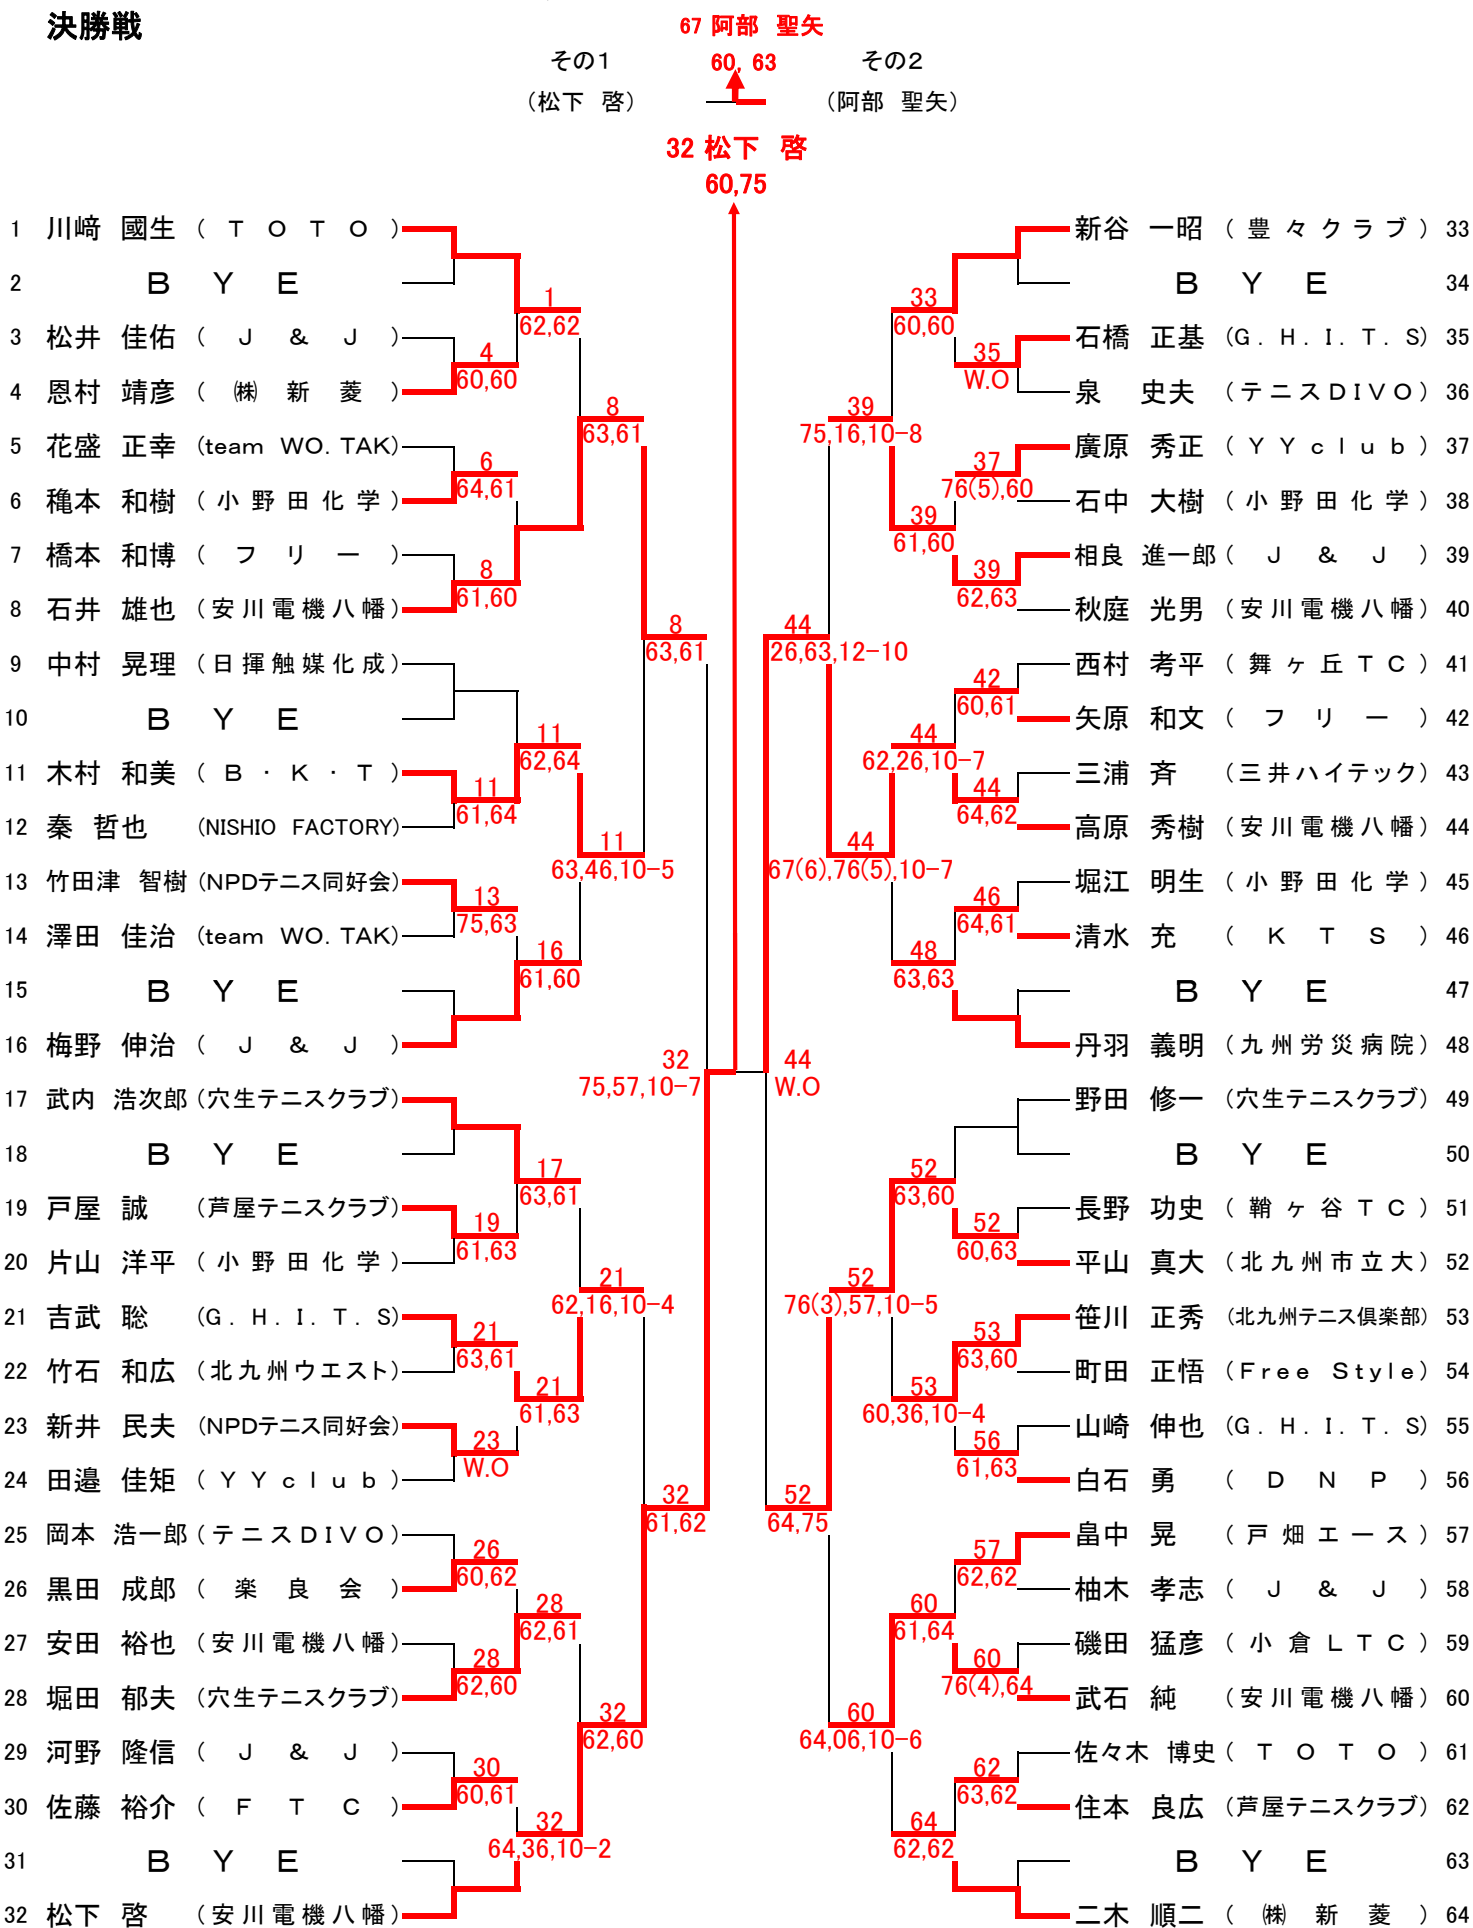 決勝戦
67 阿部 聖矢
その1 60, 63 その2
(松下 啓) (阿部 聖矢)
32 松下 啓
60,75
1 川﨑 國生 (TOTO)
2 BYE
1
62,62
3 松井 佳佑 (J&J)
4
60,60
4 恩村 靖彦 (㈱新菱)
8
63,61
5 花盛 正幸 (team WO.TAK)
6
64,61
6 穐本 和樹 (小野田化学)
7 橋本 和博 (フリー)
8
61,60
8 石井 雄也 (安川電機八幡)
8
63,61
9 中村 晃理 (日揮触媒化成)
10 BYE
11
62,64
11 木村 和美 (B・K・T)
11
61,64
12 秦 哲也 (NISHIO FACTORY)
11
63,46,10-5
13 竹田津 智樹 (NPDテニス同好会)
13
75,63
14 澤田 佳治 (team WO.TAK)
16
61,60
15 BYE
16 梅野 伸治 (J&J)
32
75,57,10-7
17 武内 浩次郎 (穴生テニスクラブ)
18 BYE
17
63,61
19 戸屋 誠 (芦屋テニスクラブ)
19
61,63
20 片山 洋平 (小野田化学)
21
62,16,10-4
21 吉武 聡 (G.H.I.T.S)
21
63,61
22 竹石 和広 (北九州ウエスト)
21
61,63
23 新井 民夫 (NPDテニス同好会)
23
W.O
24 田邉 佳矩 (YYclub)
32
61,62
25 岡本 浩一郎 (テニスDIVO)
26
60,62
26 黒田 成郎 (楽良会)
28
62,61
27 安田 裕也 (安川電機八幡)
28
62,60
28 堀田 郁夫 (穴生テニスクラブ)
32
62,60
29 河野 隆信 (J&J)
30
60,61
30 佐藤 裕介 (FTC)
32
64,36,10-2
31 BYE
32 松下 啓 (安川電機八幡)
新谷 一昭 (豊々クラブ) 33
BYE 34
33
60,60
石橋 正基 (G.H.I.T.S) 35
35
W.O
泉 史夫 (テニスDIVO) 36
39
75,16,10-8
廣原 秀正 (YYclub) 37
37
76(5),60
石中 大樹 (小野田化学) 38
39
61,60
相良 進一郎 (J&J) 39
39
62,63
秋庭 光男 (安川電機八幡) 40
44
26,63,12-10
西村 考平 (舞ヶ丘TC) 41
42
60,61
矢原 和文 (フリー) 42
44
62,26,10-7
三浦 斉 (三井ハイテック) 43
44
64,62
高原 秀樹 (安川電機八幡) 44
44
67(6),76(5),10-7
堀江 明生 (小野田化学) 45
46
64,61
清水 充 (KTS) 46
48
63,63
BYE 47
丹羽 義明 (九州労災病院) 48
44
W.O
野田 修一 (穴生テニスクラブ) 49
BYE 50
52
63,60
長野 功史 (鞘ヶ谷TC) 51
52
60,63
平山 真大 (北九州市立大) 52
52
76(3),57,10-5
笹川 正秀 (北九州テニス倶楽部) 53
53
63,60
町田 正悟 (Free Style) 54
53
60,36,10-4
山崎 伸也 (G.H.I.T.S) 55
56
61,63
白石 勇 (DNP) 56
52
64,75
畠中 晃 (戸畑エース) 57
57
62,62
柚木 孝志 (J&J) 58
60
61,64
磯田 猛彦 (小倉LTC) 59
60
76(4),64
武石 純 (安川電機八幡) 60
60
64,06,10-6
佐々木 博史 (TOTO) 61
62
63,62
住本 良広 (芦屋テニスクラブ) 62
64
62,62
BYE 63
二木 順二 (㈱新菱) 64